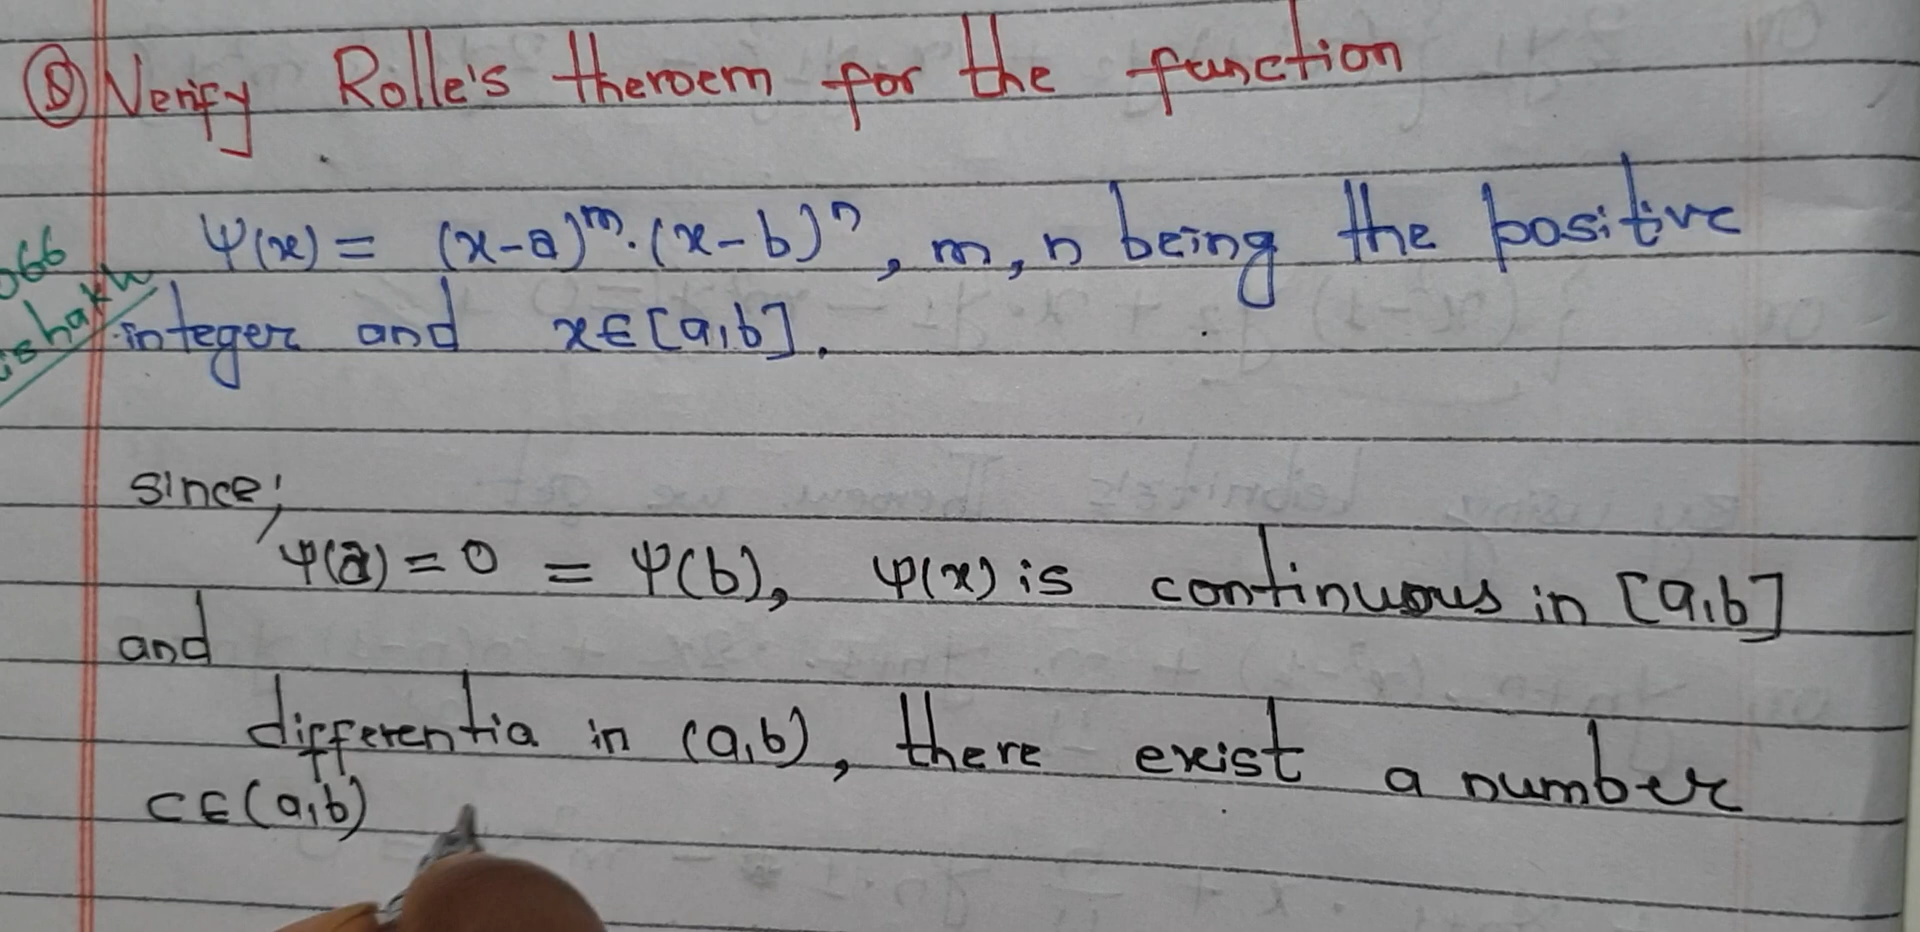 ⑧ Verify Rolle's theroem for the function
Ψ(x) = (x-a)^m . (x-b)^n , m, n being the positive
integer and x∈[a,b].
since;
Ψ(a) = 0 = Ψ(b), Ψ(x) is continuous in [a,b]
and
differentia in (a,b), there exist a number
c∈(a,b)